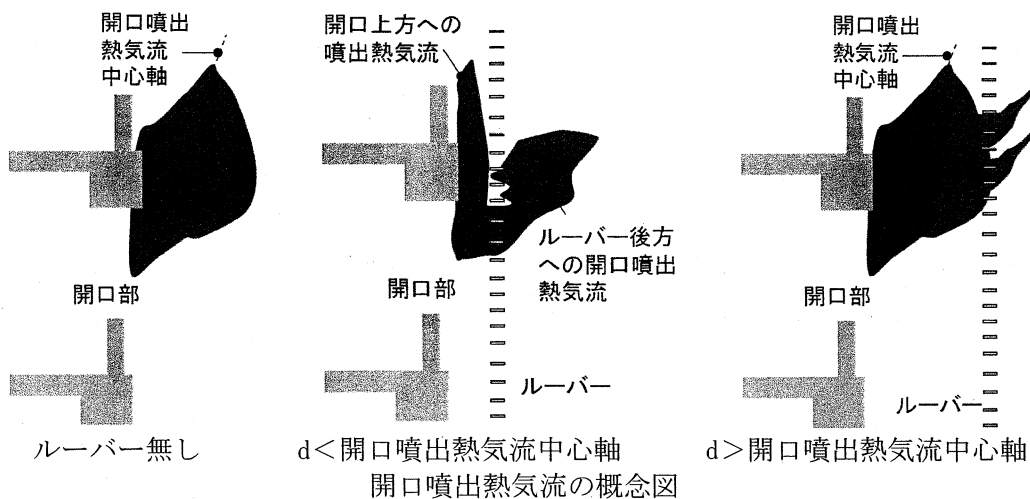 開口噴出
熱気流
中心軸
開口部
ルーバー無し
開口上方への
噴出熱気流
ルーバー後方
への開口噴出
熱気流
開口部
ルーバー
d<開口噴出熱気流中心軸
開口噴出
熱気流
中心軸
開口部
ルーバー
d>開口噴出熱気流中心軸
開口噴出熱気流の概念図